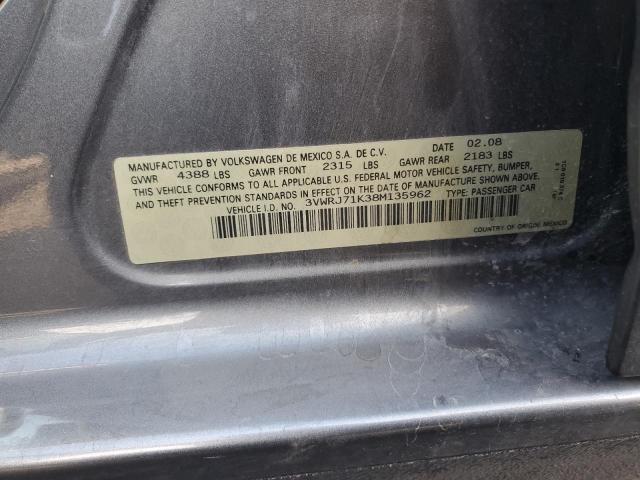 MANUFACTURED BY VOLKSWAGEN DE MEXICO S.A. DE C.V. DATE 02.08
GVWR 4388 LBS GAWR FRONT 2315 LBS GAWR REAR 2183 LBS
THIS VEHICLE CONFORMS TO ALL APPLICABLE U.S. FEDERAL MOTOR VEHICLE SAFETY, BUMPER,
AND THEFT PREVENTION STANDARDS IN EFFECT ON THE DATE OF MANUFACTURE SHOWN ABOVE.
VEHICLE I.D. NO. 3VWRJ71K38M135962 TYPE: PASSENGER CAR
COUNTRY OF ORIGIN: MEXICO